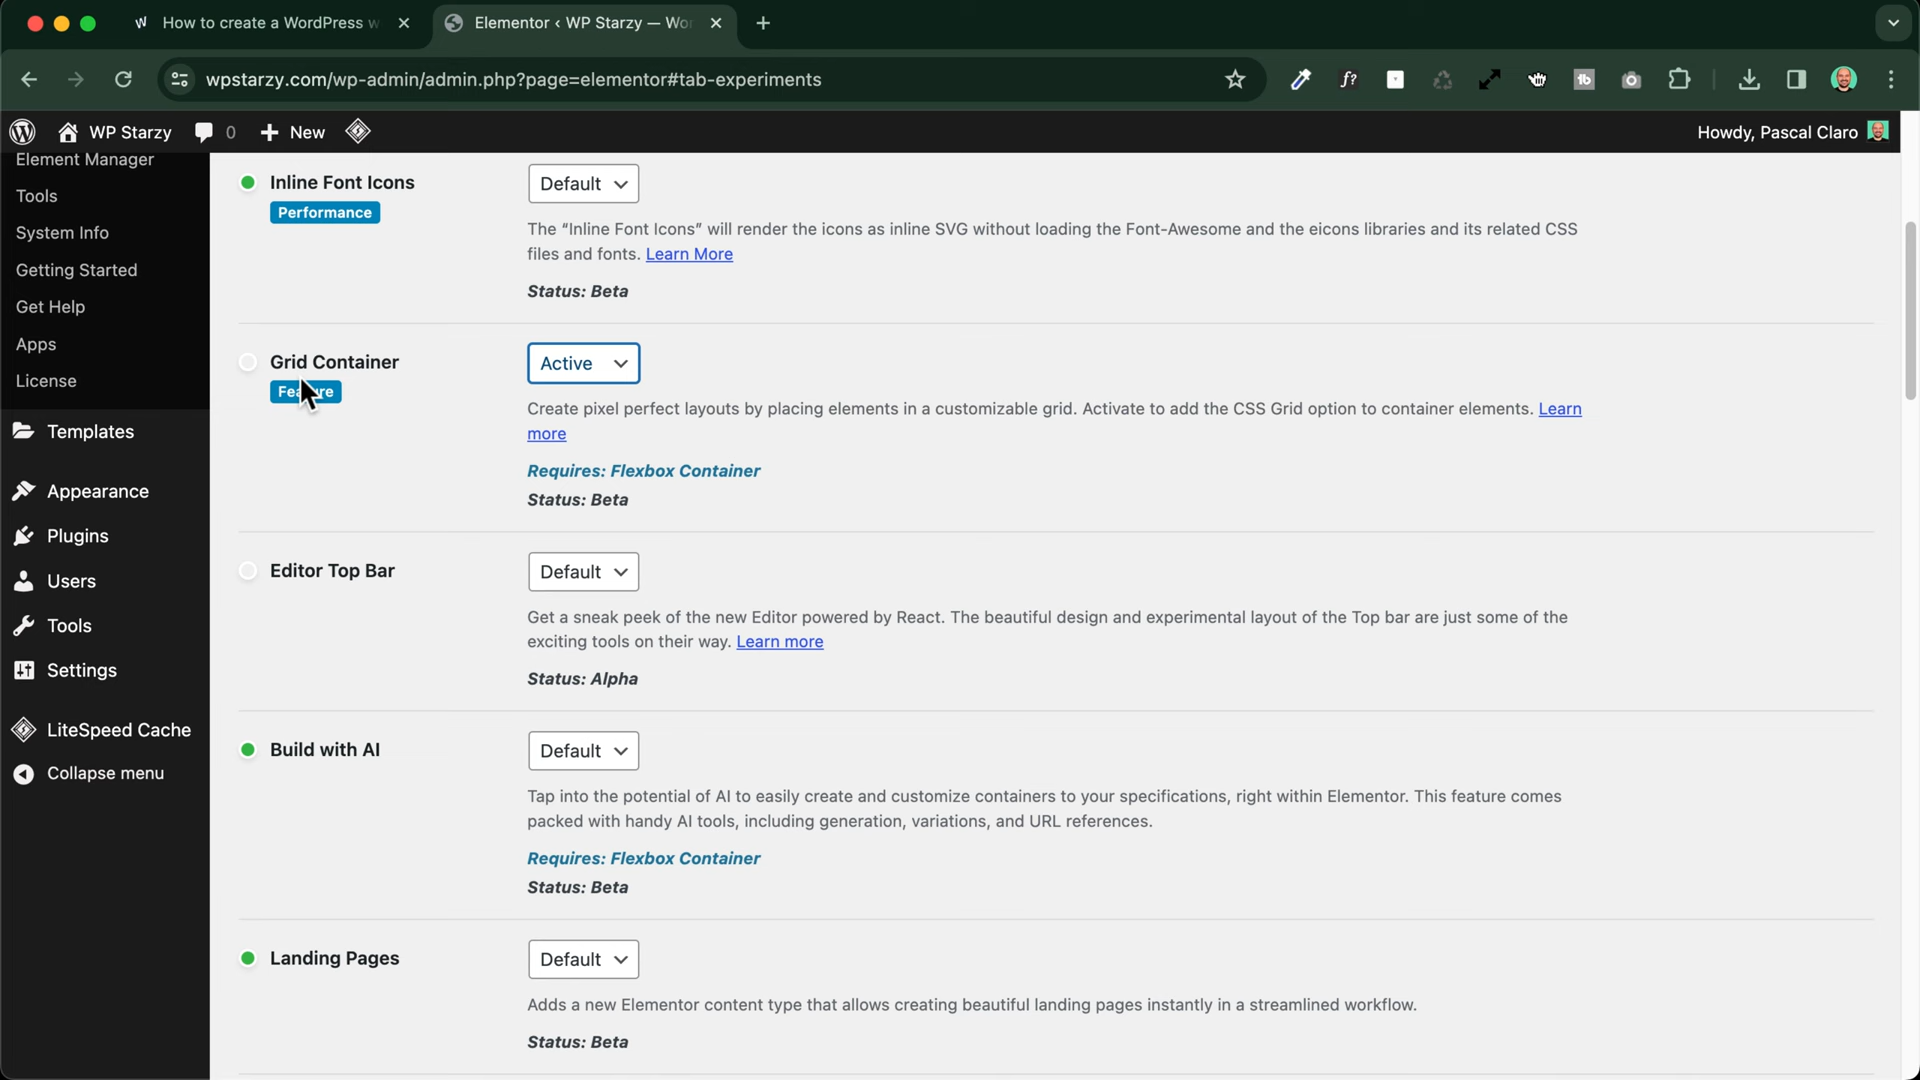 How to create a WordPress w
Elementor ‹ WP Starzy — Wor
wpstarzy.com/wp-admin/admin.php?page=elementor#tab-experiments
f?
WP Starzy
0
New
Howdy, Pascal Claro
Element Manager
Tools
System Info
Getting Started
Get Help
Apps
License
Templates
Appearance
Plugins
Users
Tools
Settings
LiteSpeed Cache
Collapse menu
Inline Font Icons
Performance
Default
The “Inline Font Icons” will render the icons as inline SVG without loading the Font-Awesome and the eicons libraries and its related CSS
files and fonts. Learn More
Status: Beta
Grid Container
Feature
Active
Create pixel perfect layouts by placing elements in a customizable grid. Activate to add the CSS Grid option to container elements. Learn
more
Requires: Flexbox Container
Status: Beta
Editor Top Bar
Default
Get a sneak peek of the new Editor powered by React. The beautiful design and experimental layout of the Top bar are just some of the
exciting tools on their way. Learn more
Status: Alpha
Build with AI
Default
Tap into the potential of AI to easily create and customize containers to your specifications, right within Elementor. This feature comes
packed with handy AI tools, including generation, variations, and URL references.
Requires: Flexbox Container
Status: Beta
Landing Pages
Default
Adds a new Elementor content type that allows creating beautiful landing pages instantly in a streamlined workflow.
Status: Beta